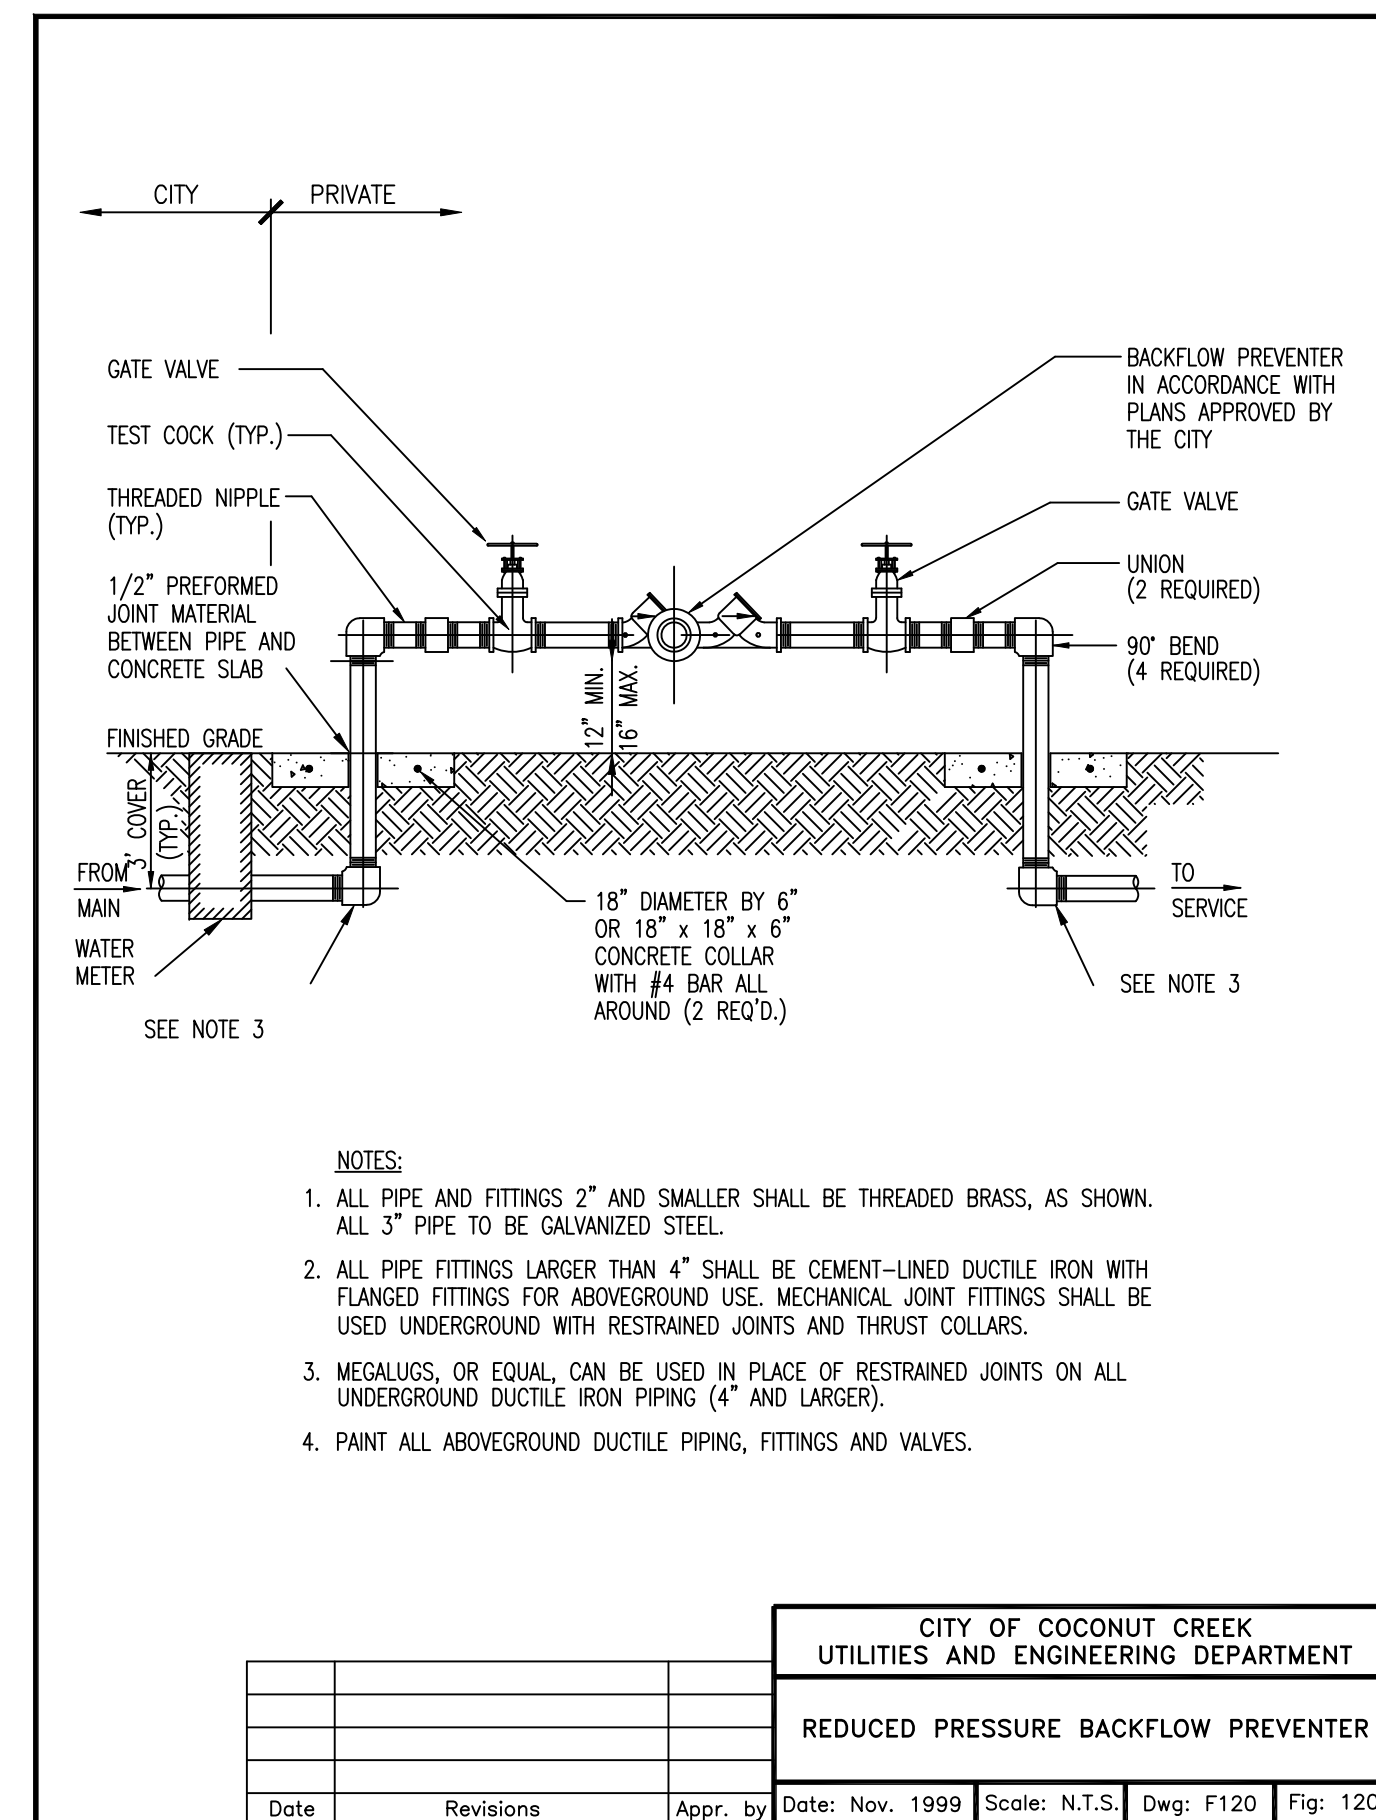 CITY
PRIVATE
GATE VALVE
TEST COCK (TYP.)
THREADED NIPPLE
(TYP.)
1/2" PREFORMED
JOINT MATERIAL
BETWEEN PIPE AND
CONCRETE SLAB
FINISHED GRADE
3' COVER
(TYP.)
FROM
MAIN
WATER
METER
SEE NOTE 3
12" MIN.
16" MAX.
BACKFLOW PREVENTER
IN ACCORDANCE WITH
PLANS APPROVED BY
THE CITY
GATE VALVE
UNION
(2 REQUIRED)
90° BEND
(4 REQUIRED)
TO
SERVICE
SEE NOTE 3
18" DIAMETER BY 6"
OR 18" x 18" x 6"
CONCRETE COLLAR
WITH #4 BAR ALL
AROUND (2 REQ'D.)
NOTES:
1. ALL PIPE AND FITTINGS 2" AND SMALLER SHALL BE THREADED BRASS, AS SHOWN.
ALL 3" PIPE TO BE GALVANIZED STEEL.
2. ALL PIPE FITTINGS LARGER THAN 4" SHALL BE CEMENT-LINED DUCTILE IRON WITH
FLANGED FITTINGS FOR ABOVEGROUND USE. MECHANICAL JOINT FITTINGS SHALL BE
USED UNDERGROUND WITH RESTRAINED JOINTS AND THRUST COLLARS.
3. MEGALUGS, OR EQUAL, CAN BE USED IN PLACE OF RESTRAINED JOINTS ON ALL
UNDERGROUND DUCTILE IRON PIPING (4" AND LARGER).
4. PAINT ALL ABOVEGROUND DUCTILE PIPING, FITTINGS AND VALVES.
CITY OF COCONUT CREEK
UTILITIES AND ENGINEERING DEPARTMENT
REDUCED PRESSURE BACKFLOW PREVENTER
Date Revisions Appr. by
Date: Nov. 1999 Scale: N.T.S. Dwg: F120 Fig: 120